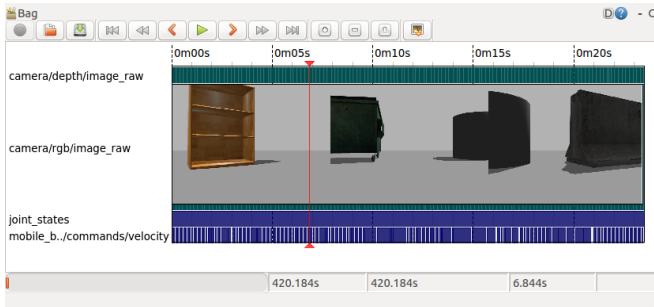 Bag
D - C
0m00s 0m05s 0m10s 0m15s 0m20s
camera/depth/image_raw
camera/rgb/image_raw
joint_states
mobile_b../commands/velocity
420.184s 420.184s 6.844s